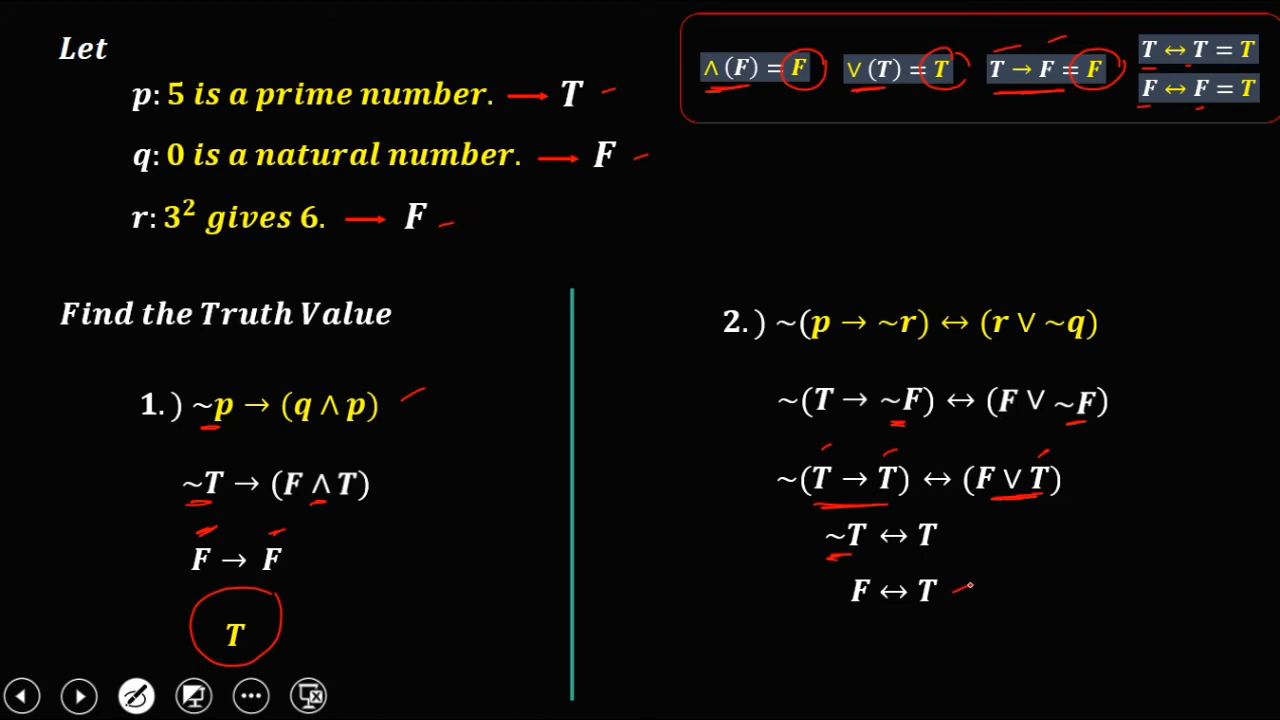 Let
p: 5 is a prime number. → T
q: 0 is a natural number. → F
r: 3² gives 6. → F
∧ (F) = F
∨ (T) = T
T → F = F
T ↔ T = T
F ↔ F = T
Find the Truth Value
1. ) ~p → (q ∧ p)
~T → (F ∧ T)
F → F
T
2. ) ~(p → ~r) ↔ (r ∨ ~q)
~(T → ~F) ↔ (F ∨ ~F)
~(T → T) ↔ (F ∨ T)
~T ↔ T
F ↔ T